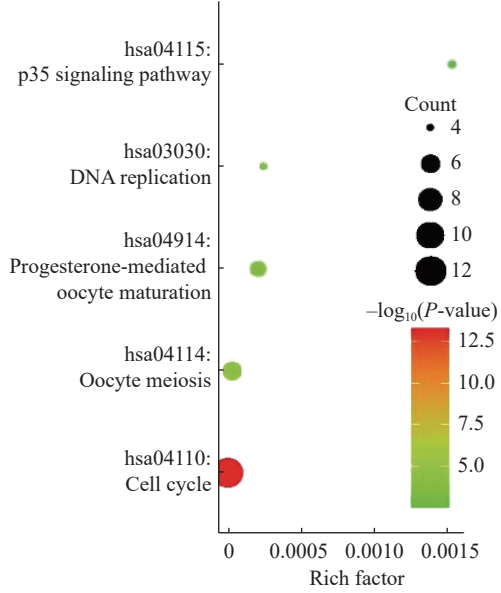 hsa04115:
p35 signaling pathway
hsa03030:
DNA replication
hsa04914:
Progesterone-mediated
oocyte maturation
hsa04114:
Oocyte meiosis
hsa04110:
Cell cycle
Count
4
6
8
10
12
–log₁₀(P-value)
12.5
10.0
7.5
5.0
0 0.0005 0.0010 0.0015
Rich factor